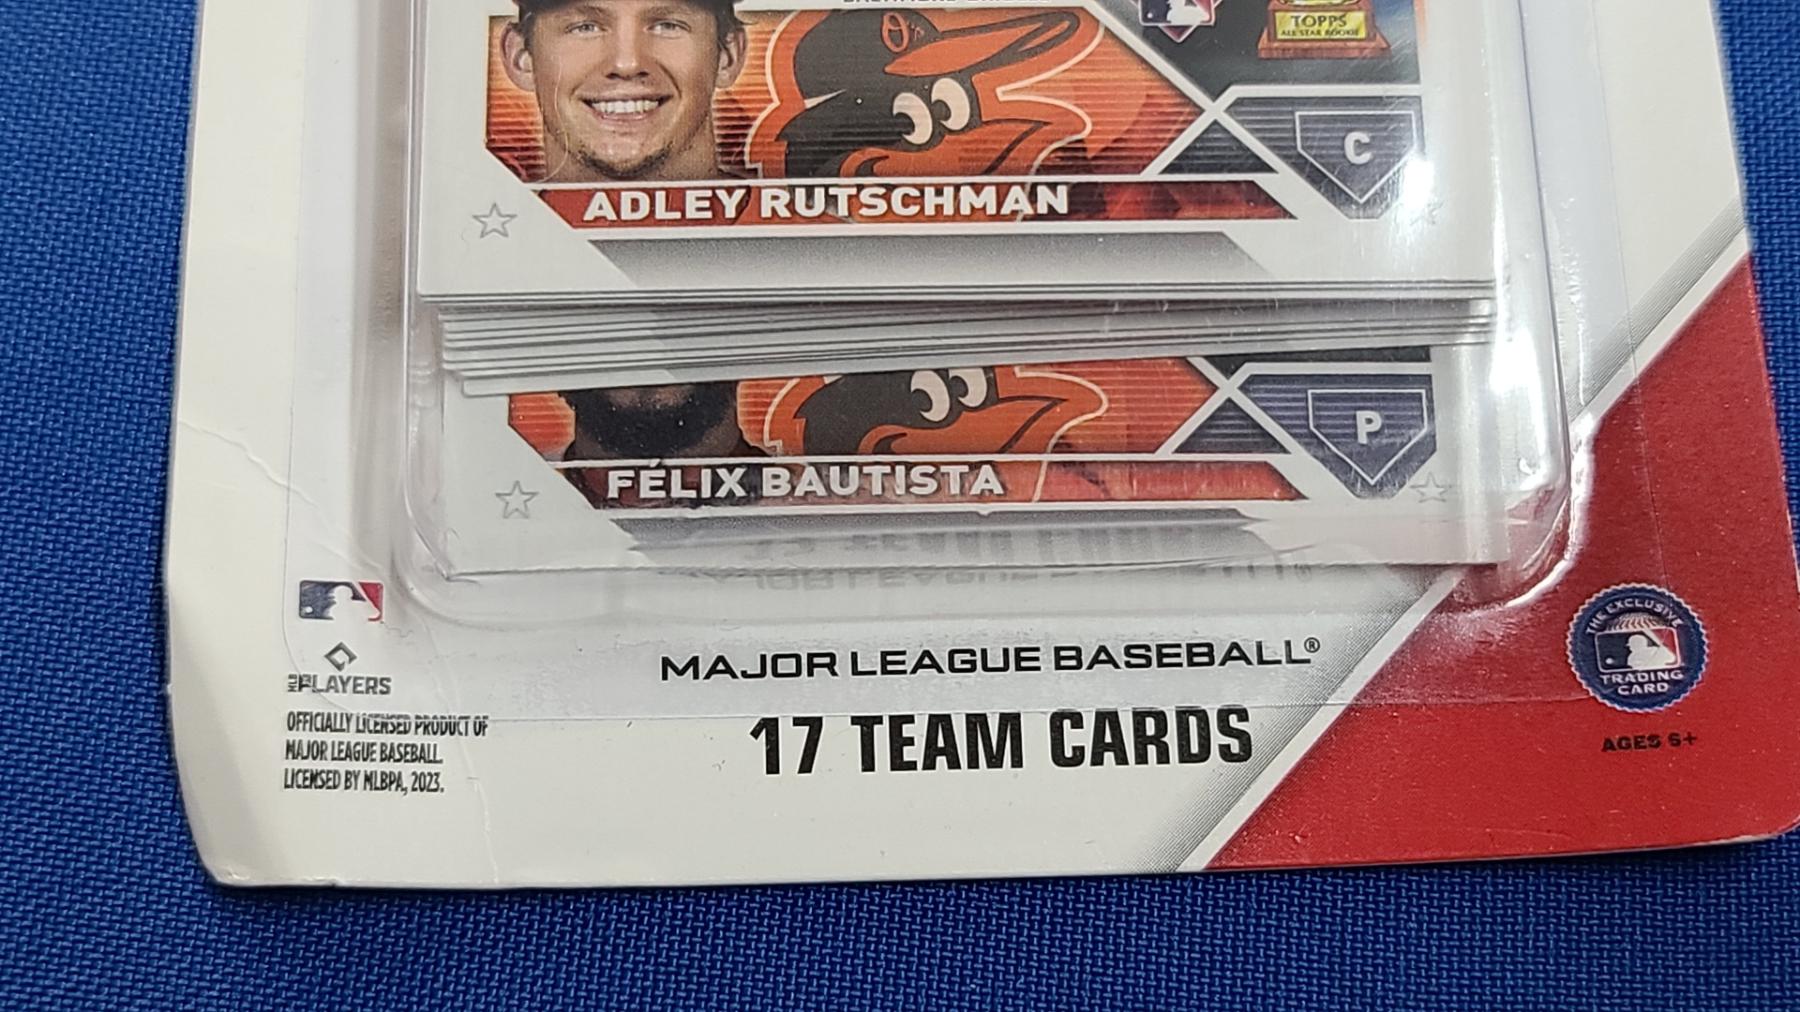 TOPPS
ALL STAR ROOKIE
C
ADLEY RUTSCHMAN
P
FÉLIX BAUTISTA
MAJOR LEAGUE BASEBALL®
17 TEAM CARDS
MLB PLAYERS
OFFICIALLY LICENSED PRODUCT OF
MAJOR LEAGUE BASEBALL.
LICENSED BY MLBPA, 2023.
THE EXCLUSIVE
TRADING
CARD
AGES 6+